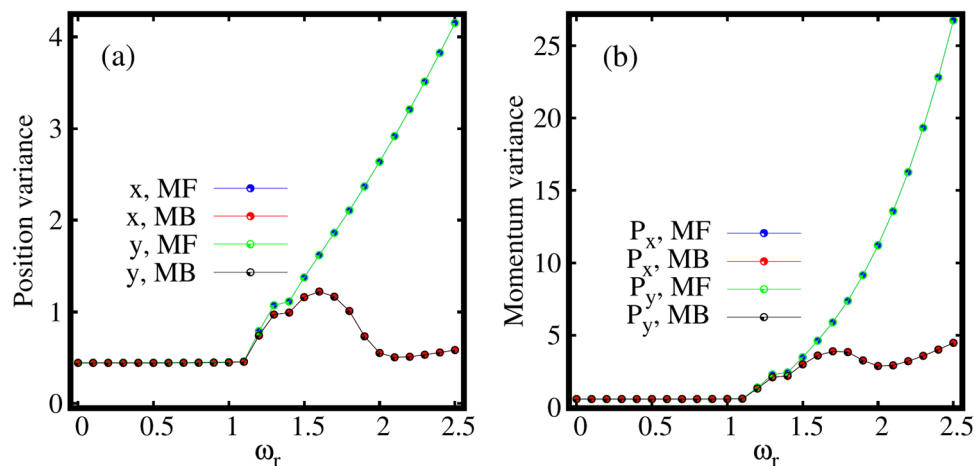 (a)
Position variance
4
3
2
1
0
x, MF
x, MB
y, MF
y, MB
0 0.5 1 1.5 2 2.5
ωr
(b)
Momentum variance
25
20
15
10
5
0
Px, MF
Px, MB
Py, MF
Py, MB
0 0.5 1 1.5 2 2.5
ωr